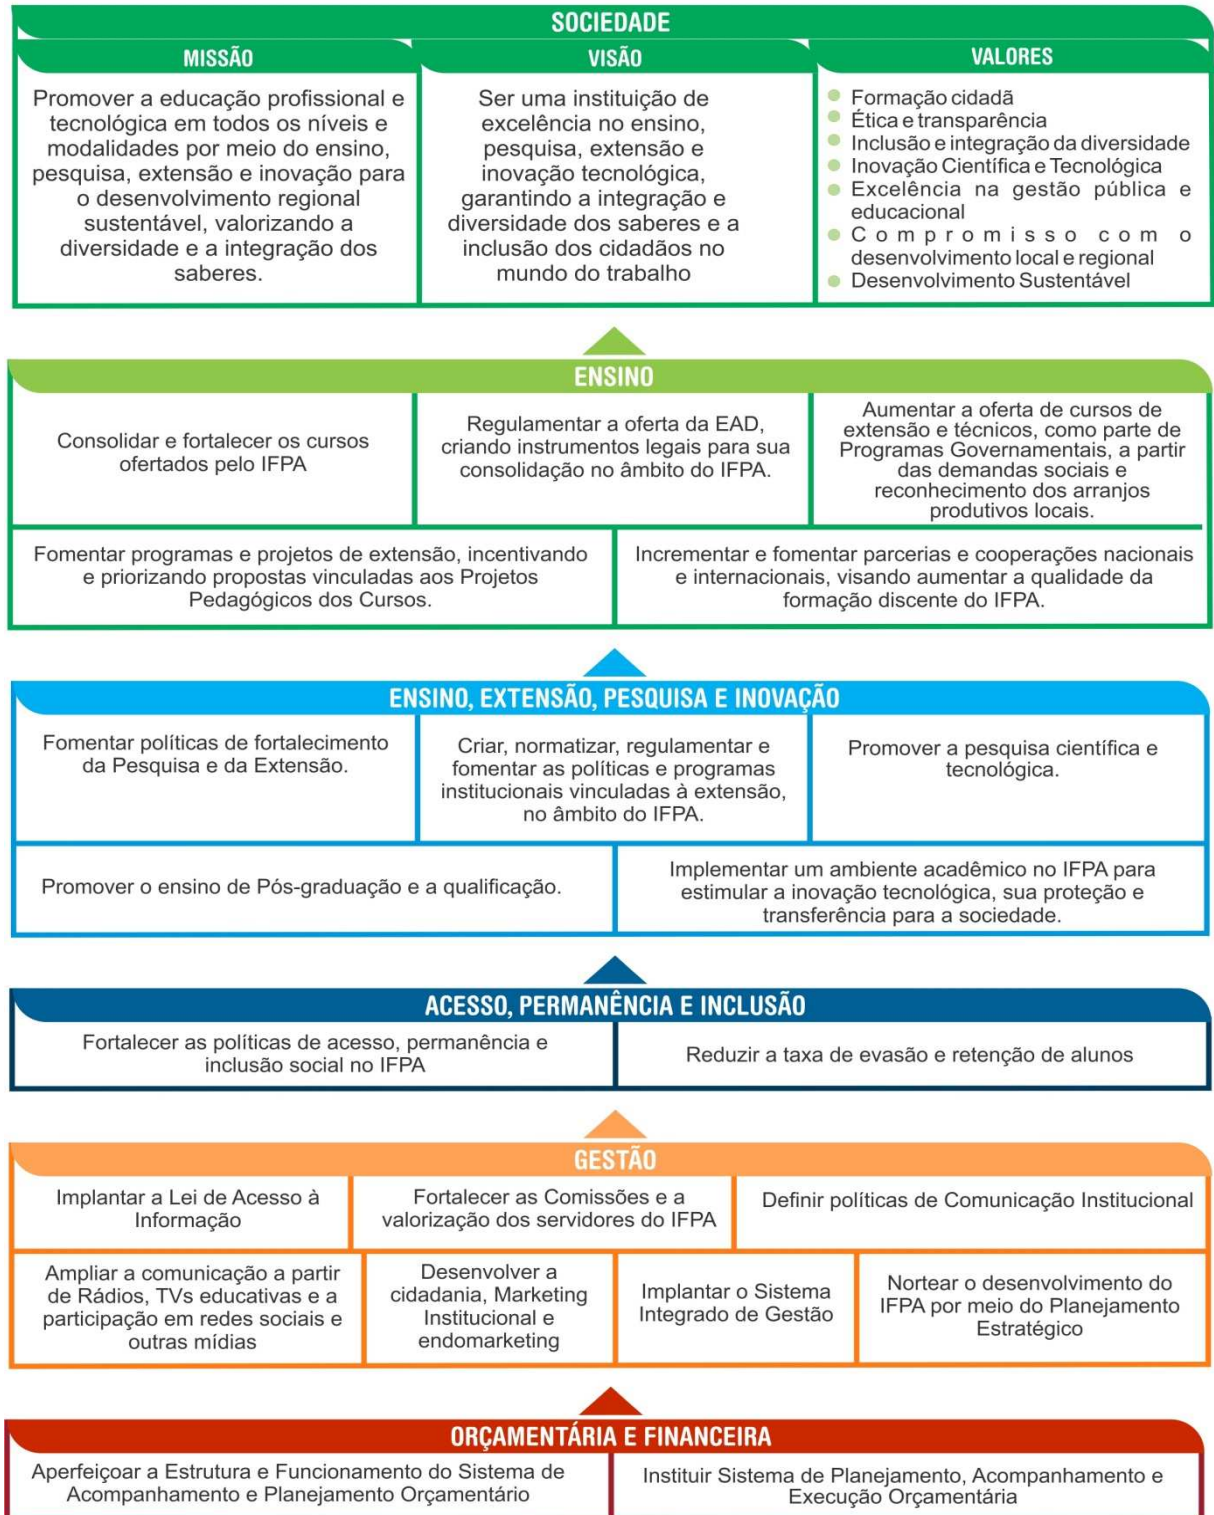 SOCIEDADE
MISSÃO
Promover a educação profissional e
tecnológica em todos os níveis e
modalidades por meio do ensino,
pesquisa, extensão e inovação para
o desenvolvimento regional
sustentável, valorizando a
diversidade e a integração dos
saberes.
VISÃO
Ser uma instituição de
excelência no ensino,
pesquisa, extensão e
inovação tecnológica,
garantindo a integração e
diversidade dos saberes e a
inclusão dos cidadãos no
mundo do trabalho
VALORES
Formação cidadã
Ética e transparência
Inclusão e integração da diversidade
Inovação Científica e Tecnológica
Excelência na gestão pública e
educacional
Compromisso com o
desenvolvimento local e regional
Desenvolvimento Sustentável
ENSINO
Consolidar e fortalecer os cursos
ofertados pelo IFPA
Regulamentar a oferta da EAD,
criando instrumentos legais para sua
consolidação no âmbito do IFPA.
Aumentar a oferta de cursos de
extensão e técnicos, como parte de
Programas Governamentais, a partir
das demandas sociais e
reconhecimento dos arranjos
produtivos locais.
Fomentar programas e projetos de extensão, incentivando
e priorizando propostas vinculadas aos Projetos
Pedagógicos dos Cursos.
Incrementar e fomentar parcerias e cooperações nacionais
e internacionais, visando aumentar a qualidade da
formação discente do IFPA.
ENSINO, EXTENSÃO, PESQUISA E INOVAÇÃO
Fomentar políticas de fortalecimento
da Pesquisa e da Extensão.
Criar, normatizar, regulamentar e
fomentar as políticas e programas
institucionais vinculadas à extensão,
no âmbito do IFPA.
Promover a pesquisa científica e
tecnológica.
Promover o ensino de Pós-graduação e a qualificação.
Implementar um ambiente acadêmico no IFPA para
estimular a inovação tecnológica, sua proteção e
transferência para a sociedade.
ACESSO, PERMANÊNCIA E INCLUSÃO
Fortalecer as políticas de acesso, permanência e
inclusão social no IFPA
Reduzir a taxa de evasão e retenção de alunos
GESTÃO
Implantar a Lei de Acesso à
Informação
Fortalecer as Comissões e a
valorização dos servidores do IFPA
Definir políticas de Comunicação Institucional
Ampliar a comunicação a partir
de Rádios, TVs educativas e a
participação em redes sociais e
outras mídias
Desenvolver a
cidadania, Marketing
Institucional e
endomarketing
Implantar o Sistema
Integrado de Gestão
Nortear o desenvolvimento do
IFPA por meio do Planejamento
Estratégico
ORÇAMENTÁRIA E FINANCEIRA
Aperfeiçoar a Estrutura e Funcionamento do Sistema de
Acompanhamento e Planejamento Orçamentário
Instituir Sistema de Planejamento, Acompanhamento e
Execução Orçamentária